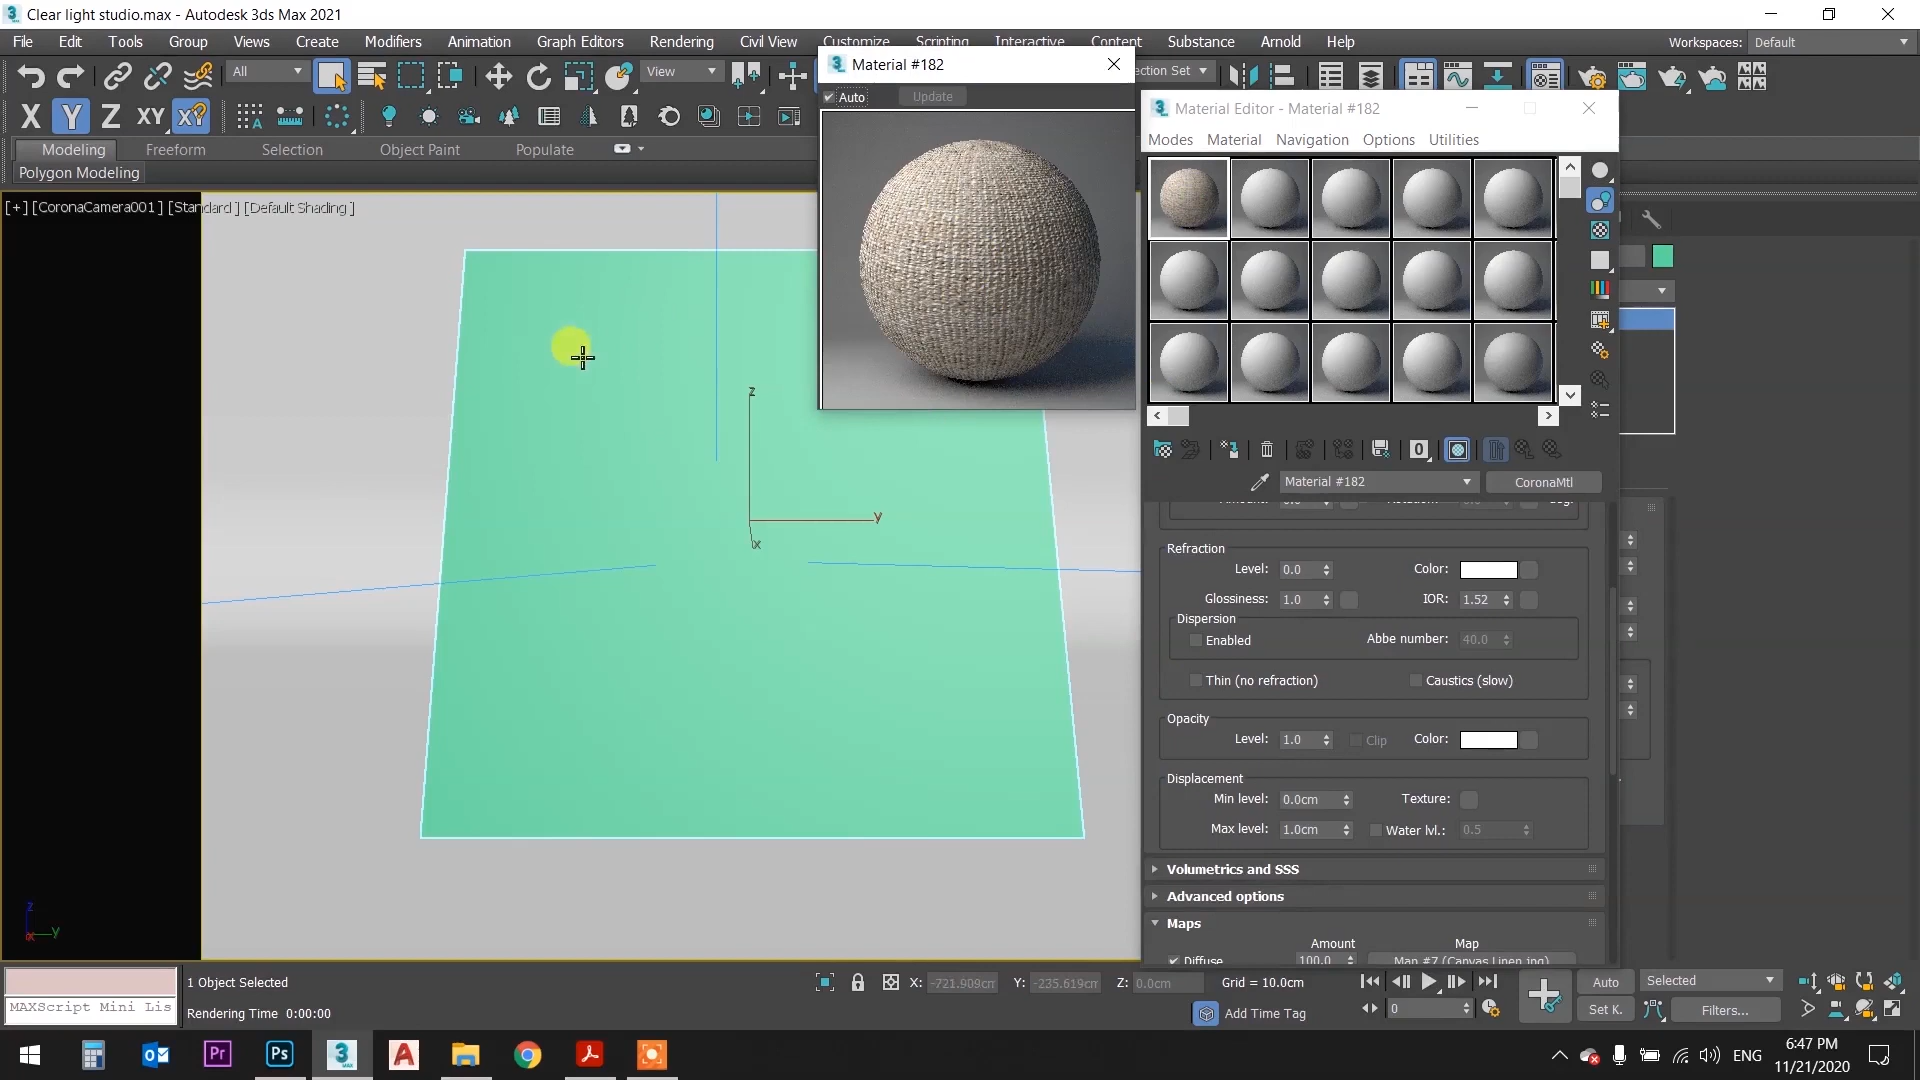 Clear light studio.max - Autodesk 3ds Max 2021
File Edit Tools Group Views Create Modifiers Animation Graph Editors Rendering Civil View Customize Scripting Interactive Content Substance Arnold Help
Workspaces: Default
All
View
ection Set
X Y Z XY
Modeling Freeform Selection Object Paint Populate
Polygon Modeling
[+] [CoronaCamera001] [Standard] [Default Shading]
Material #182
Auto Update
Material Editor - Material #182
Modes Material Navigation Options Utilities
0
Material #182 CoronaMtl
Refraction
Level: 0.0 Color:
Glossiness: 1.0 IOR: 1.52
Dispersion
Enabled Abbe number: 40.0
Thin (no refraction) Caustics (slow)
Opacity
Level: 1.0 Clip Color:
Displacement
Min level: 0.0cm Texture:
Max level: 1.0cm Water lvl.: 0.5
Volumetrics and SSS
Advanced options
Maps
Amount Map
Diffuse 100.0 Map #7 (Canvas Linen.jpg)
z
y
x
z
y
x
MAXScript Mini Lis
1 Object Selected
Rendering Time 0:00:00
X: -721.909cm Y: -235.619cm Z: 0.0cm Grid = 10.0cm
Add Time Tag
0
Auto Selected
Set K. Filters...
ENG
6:47 PM
11/21/2020